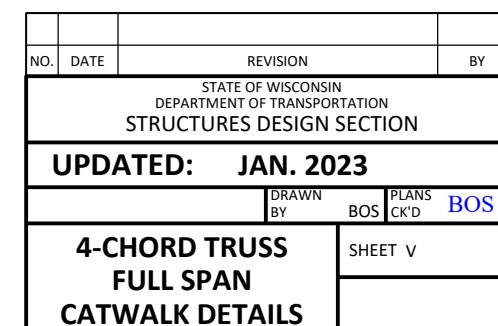 NO. DATE REVISION BY
STATE OF WISCONSIN
DEPARTMENT OF TRANSPORTATION
STRUCTURES DESIGN SECTION
UPDATED: JAN. 2023
DRAWN BY BOS PLANS CK'D BOS
4-CHORD TRUSS
FULL SPAN
CATWALK DETAILS
SHEET V